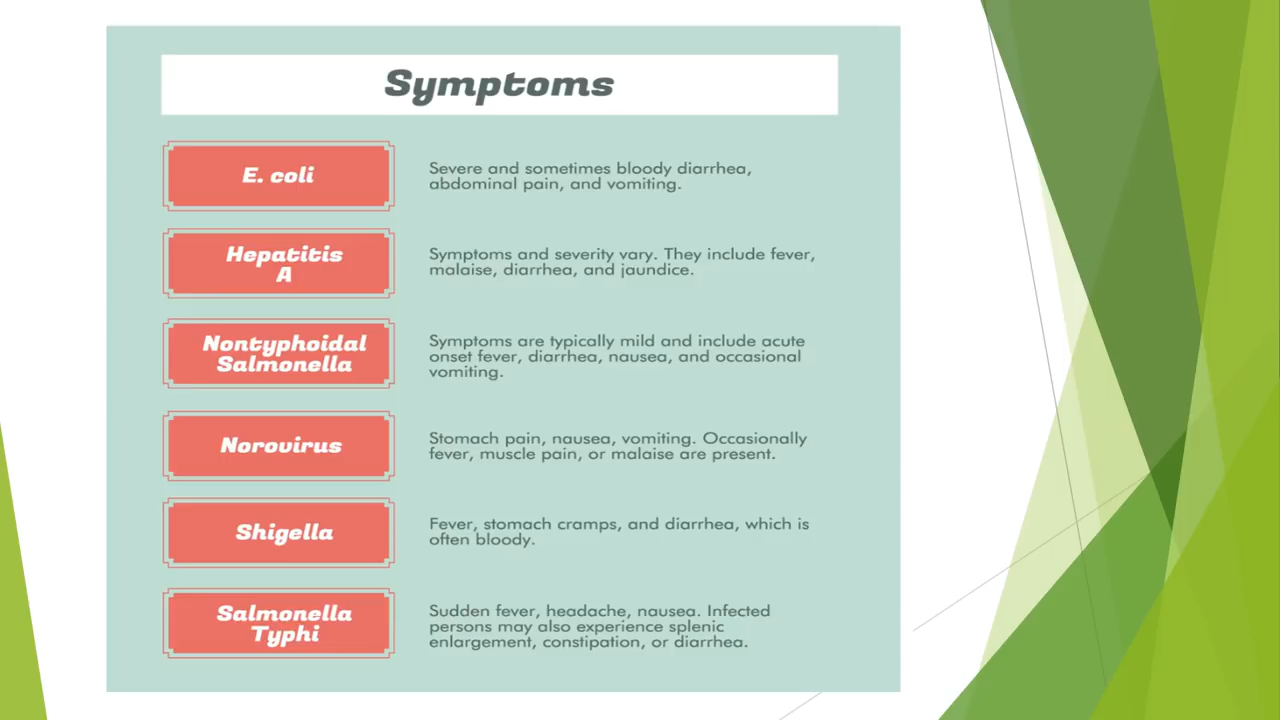 Symptoms
E. coli
Severe and sometimes bloody diarrhea,
abdominal pain, and vomiting.
Hepatitis
A
Symptoms and severity vary. They include fever,
malaise, diarrhea, and jaundice.
Nontyphoidal
Salmonella
Symptoms are typically mild and include acute
onset fever, diarrhea, nausea, and occasional
vomiting.
Norovirus
Stomach pain, nausea, vomiting. Occasionally
fever, muscle pain, or malaise are present.
Shigella
Fever, stomach cramps, and diarrhea, which is
often bloody.
Salmonella
Typhi
Sudden fever, headache, nausea. Infected
persons may also experience splenic
enlargement, constipation, or diarrhea.